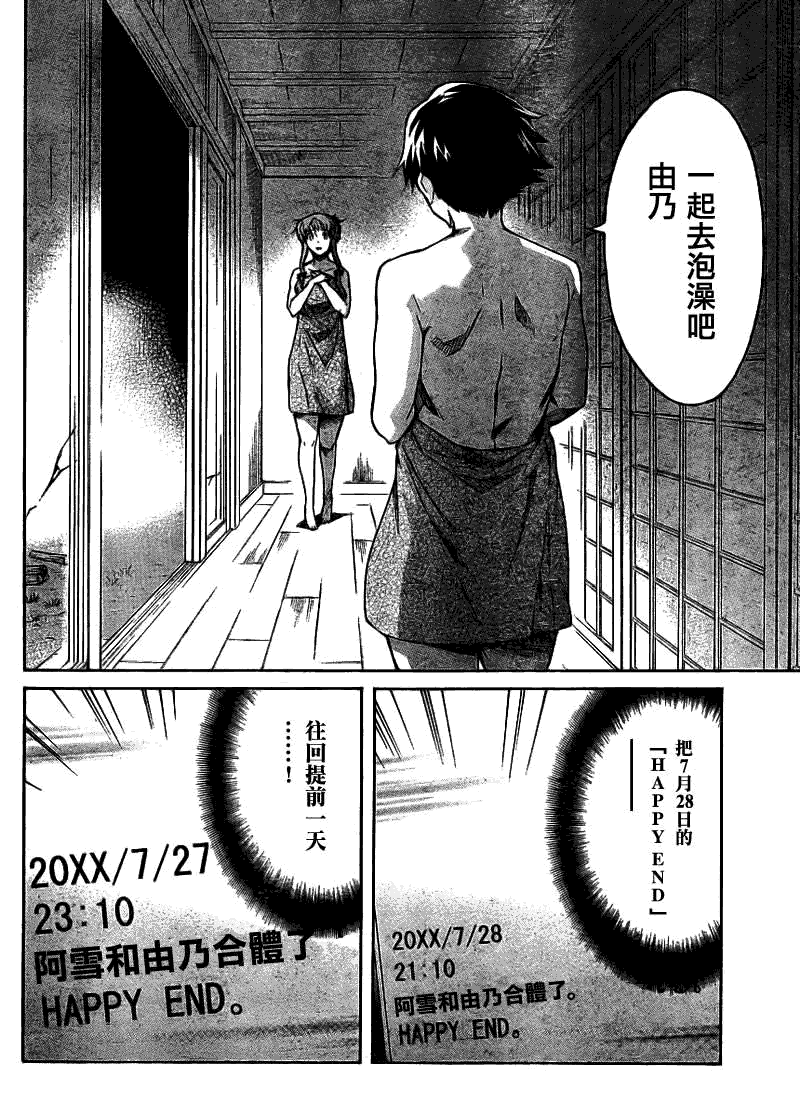 一起去泡澡吧
由乃
把7月28日的
「HAPPY END」
——
20XX/7/28
21:10
阿雪和由乃合體了。
HAPPY END。
往回提前一天
……!
20XX/7/27
23:10
阿雪和由乃合體了
HAPPY END。